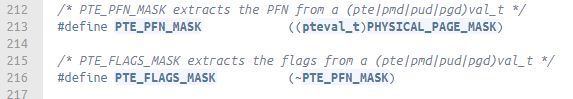 212 /* PTE_PFN_MASK extracts the PFN from a (pte|pmd|pud|pgd)val_t */
213 #define PTE_PFN_MASK ((pteval_t)PHYSICAL_PAGE_MASK)
214
215 /* PTE_FLAGS_MASK extracts the flags from a (pte|pmd|pud|pgd)val_t */
216 #define PTE_FLAGS_MASK (~PTE_PFN_MASK)
217